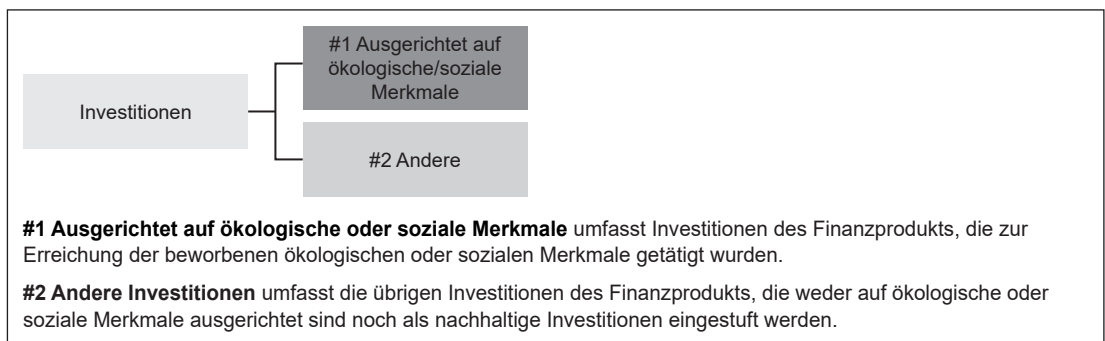 #1 Ausgerichtet auf
ökologische/soziale
Merkmale
Investitionen
#2 Andere
#1 Ausgerichtet auf ökologische oder soziale Merkmale umfasst Investitionen des Finanzprodukts, die zur
Erreichung der beworbenen ökologischen oder sozialen Merkmale getätigt wurden.
#2 Andere Investitionen umfasst die übrigen Investitionen des Finanzprodukts, die weder auf ökologische oder
soziale Merkmale ausgerichtet sind noch als nachhaltige Investitionen eingestuft werden.